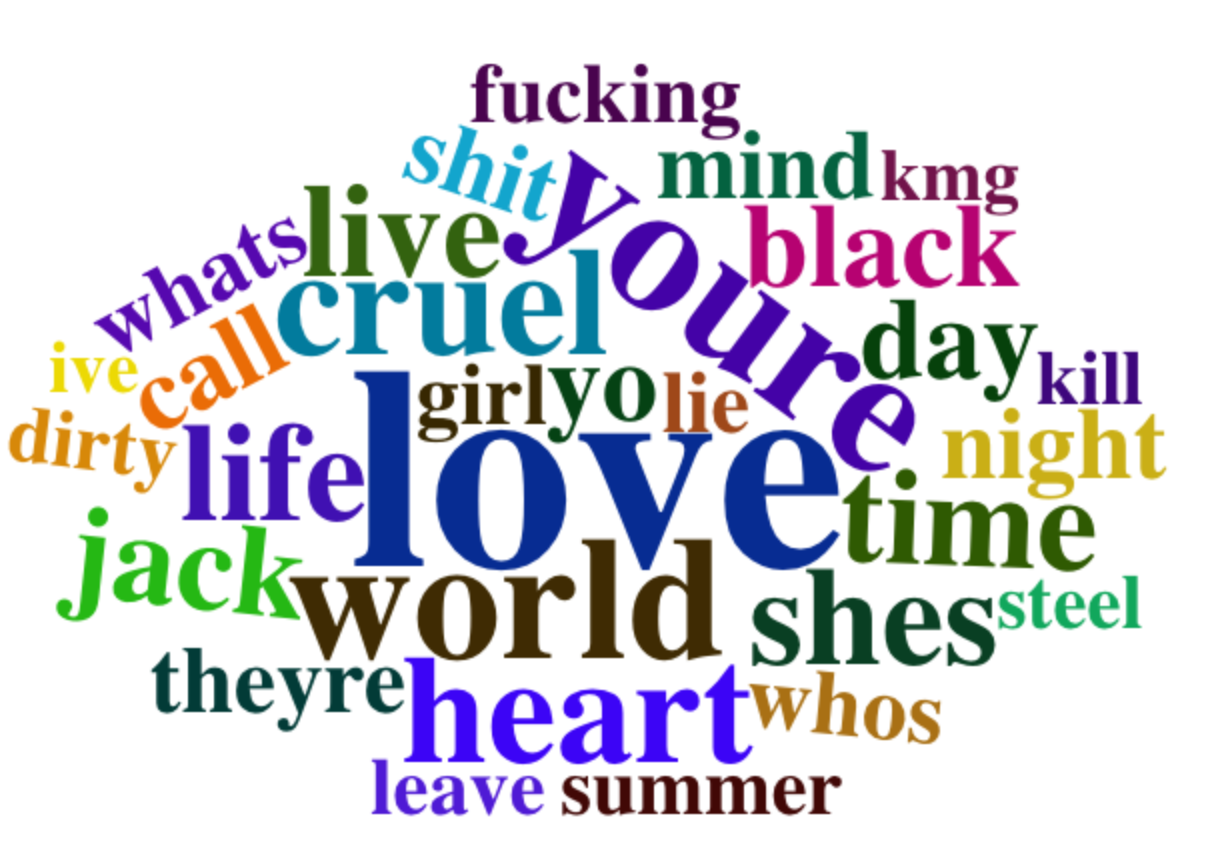 fucking
shit
mind
kmg
youre
live
black
whats
cruel
day
call
ive
kill
girl
yo
lie
dirty
night
life
love
time
jack
world
shes
steel
theyre
heart
whos
leave
summer